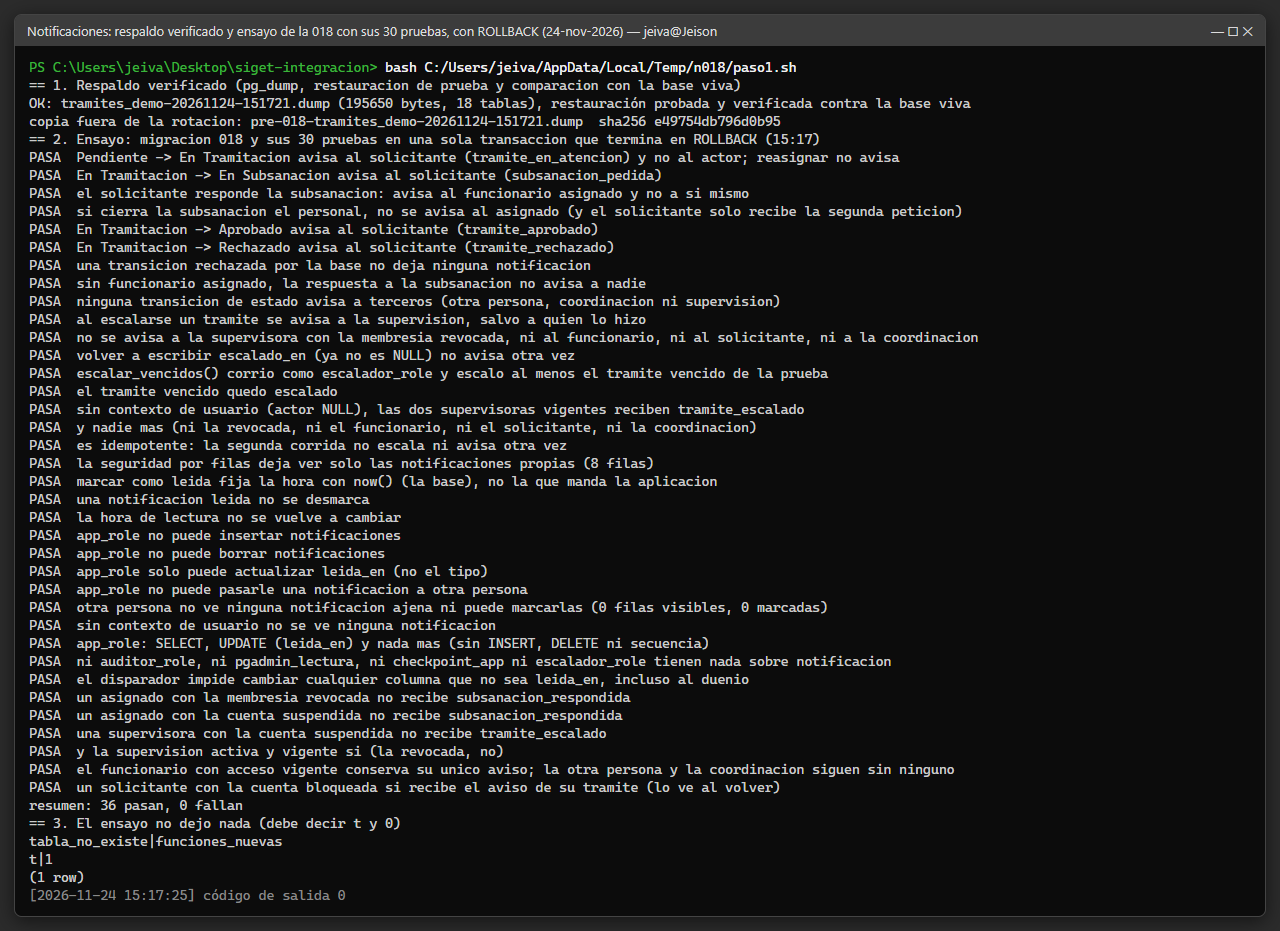 Notificaciones: respaldo verificado y ensayo de la 018 con sus 30 pruebas, con ROLLBACK (24-nov-2026) — jeiva@Jeison
PS C:\Users\jeiva\Desktop\siget-integracion> bash C:/Users/jeiva/AppData/Local/Temp/n018/paso1.sh
== 1. Respaldo verificado (pg_dump, restauracion de prueba y comparacion con la base viva)
OK: tramites_demo-20261124-151721.dump (195650 bytes, 18 tablas), restauración probada y verificada contra la base viva
copia fuera de la rotacion: pre-018-tramites_demo-20261124-151721.dump  sha256 e49754db796d0b95
== 2. Ensayo: migracion 018 y sus 30 pruebas en una sola transaccion que termina en ROLLBACK (15:17)
PASA  Pendiente -> En Tramitacion avisa al solicitante (tramite_en_atencion) y no al actor; reasignar no avisa
PASA  En Tramitacion -> En Subsanacion avisa al solicitante (subsanacion_pedida)
PASA  el solicitante responde la subsanacion: avisa al funcionario asignado y no a si mismo
PASA  si cierra la subsanacion el personal, no se avisa al asignado (y el solicitante solo recibe la segunda peticion)
PASA  En Tramitacion -> Aprobado avisa al solicitante (tramite_aprobado)
PASA  En Tramitacion -> Rechazado avisa al solicitante (tramite_rechazado)
PASA  una transicion rechazada por la base no deja ninguna notificacion
PASA  sin funcionario asignado, la respuesta a la subsanacion no avisa a nadie
PASA  ninguna transicion de estado avisa a terceros (otra persona, coordinacion ni supervision)
PASA  al escalarse un tramite se avisa a la supervision, salvo a quien lo hizo
PASA  no se avisa a la supervisora con la membresia revocada, ni al funcionario, ni al solicitante, ni a la coordinacion
PASA  volver a escribir escalado_en (ya no es NULL) no avisa otra vez
PASA  escalar_vencidos() corrio como escalador_role y escalo al menos el tramite vencido de la prueba
PASA  el tramite vencido quedo escalado
PASA  sin contexto de usuario (actor NULL), las dos supervisoras vigentes reciben tramite_escalado
PASA  y nadie mas (ni la revocada, ni el funcionario, ni el solicitante, ni la coordinacion)
PASA  es idempotente: la segunda corrida no escala ni avisa otra vez
PASA  la seguridad por filas deja ver solo las notificaciones propias (8 filas)
PASA  marcar como leida fija la hora con now() (la base), no la que manda la aplicacion
PASA  una notificacion leida no se desmarca
PASA  la hora de lectura no se vuelve a cambiar
PASA  app_role no puede insertar notificaciones
PASA  app_role no puede borrar notificaciones
PASA  app_role solo puede actualizar leida_en (no el tipo)
PASA  app_role no puede pasarle una notificacion a otra persona
PASA  otra persona no ve ninguna notificacion ajena ni puede marcarlas (0 filas visibles, 0 marcadas)
PASA  sin contexto de usuario no se ve ninguna notificacion
PASA  app_role: SELECT, UPDATE (leida_en) y nada mas (sin INSERT, DELETE ni secuencia)
PASA  ni auditor_role, ni pgadmin_lectura, ni checkpoint_app ni escalador_role tienen nada sobre notificacion
PASA  el disparador impide cambiar cualquier columna que no sea leida_en, incluso al duenio
PASA  un asignado con la membresia revocada no recibe subsanacion_respondida
PASA  un asignado con la cuenta suspendida no recibe subsanacion_respondida
PASA  una supervisora con la cuenta suspendida no recibe tramite_escalado
PASA  y la supervision activa y vigente si (la revocada, no)
PASA  el funcionario con acceso vigente conserva su unico aviso; la otra persona y la coordinacion siguen sin ninguno
PASA  un solicitante con la cuenta bloqueada si recibe el aviso de su tramite (lo ve al volver)
resumen: 36 pasan, 0 fallan
== 3. El ensayo no dejo nada (debe decir t y 0)
tabla_no_existe|funciones_nuevas
t|1
(1 row)
[2026-11-24 15:17:25] código de salida 0